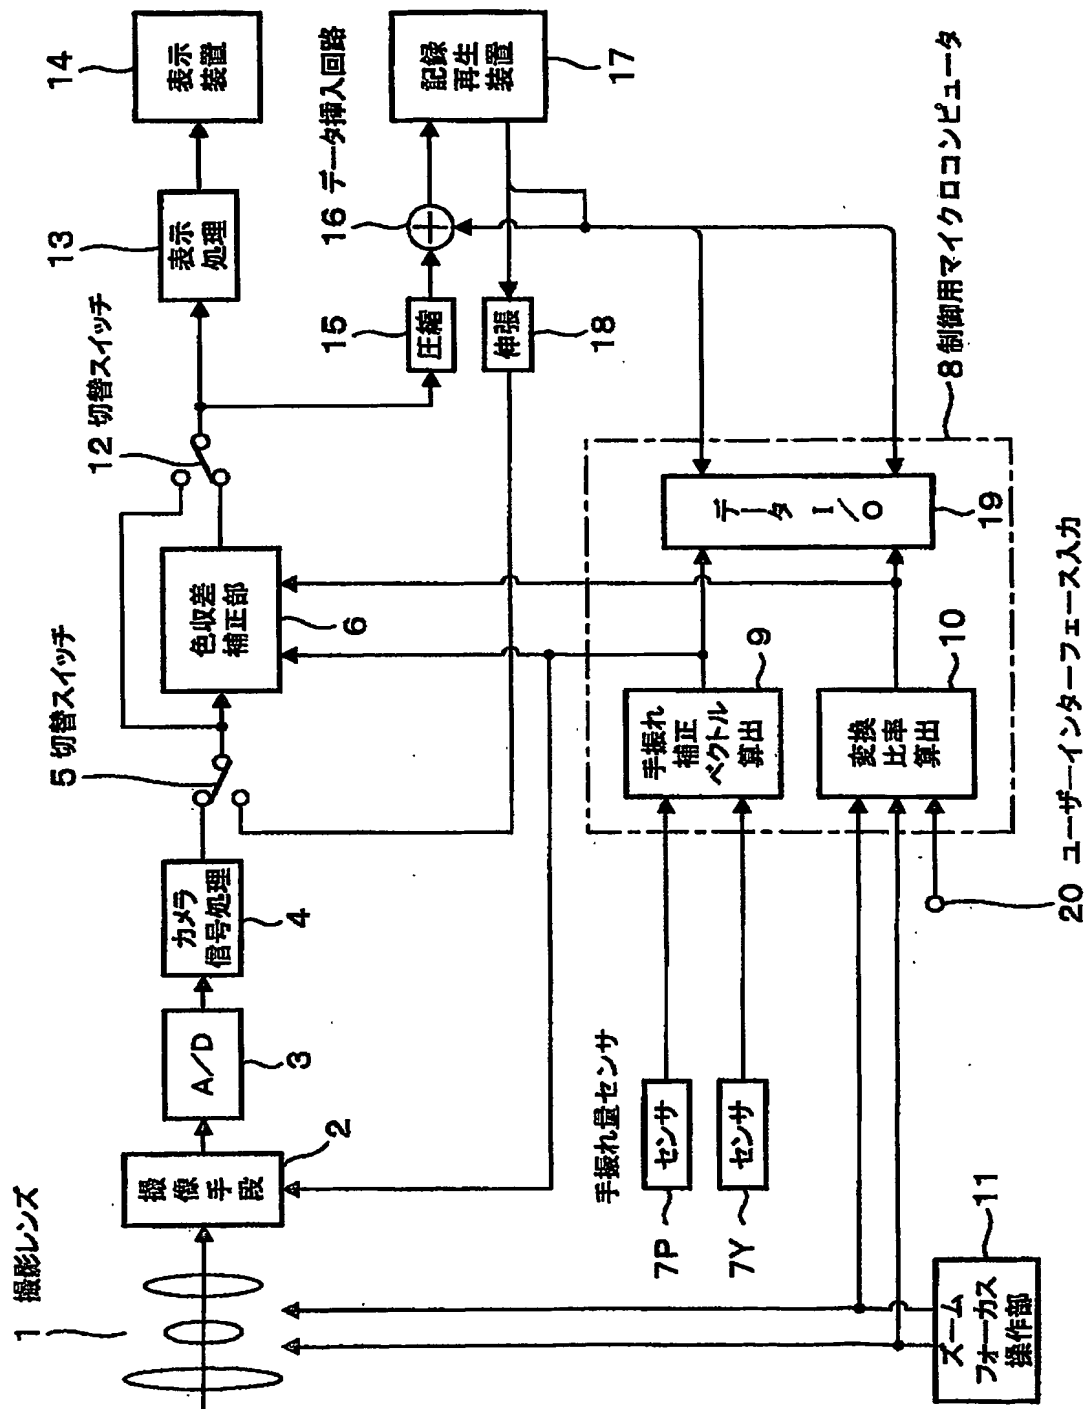 1 撮影レンズ
撮
像
手
段
2
A/D
3
カメラ
信号処理
4
5 切替スイッチ
色収差
補正部
6
12 切替スイッチ
表示
処理
13
表示
装置
14
圧縮
15
16 データ挿入回路
記録
再生
装置
17
伸張
18
手振れ量センサ
センサ
7P
センサ
7Y
手振れ
補正
ベクトル
算出
9
変換
比率
算出
10
データ
I/O
19
8 制御用マイクロコンピュータ
ズーム
フォーカス
操作部
11
20 ユーザーインターフェース入力